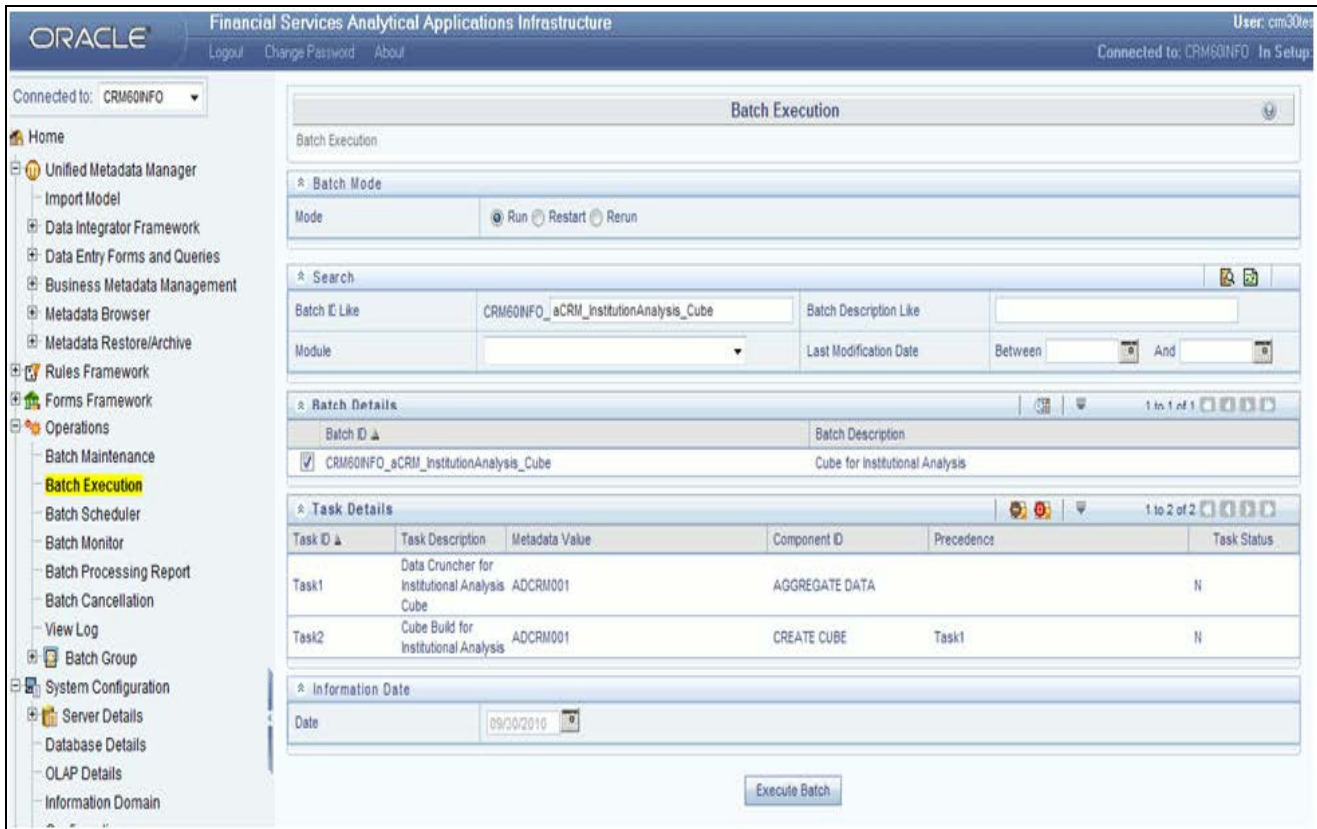 ORACLE
Financial Services Analytical Applications Infrastructure
User: crm30tes
Logout Change Password About
Connected to: CRM60INFO In Setup:
Connected to: CRM60INFO
Home
Unified Metadata Manager
Import Model
Data Integrator Framework
Data Entry Forms and Queries
Business Metadata Management
Metadata Browser
Metadata Restore/Archive
Rules Framework
Forms Framework
Operations
Batch Maintenance
Batch Execution
Batch Scheduler
Batch Monitor
Batch Processing Report
Batch Cancellation
View Log
Batch Group
System Configuration
Server Details
Database Details
OLAP Details
Information Domain
Batch Execution
Batch Execution
Batch Mode
Mode Run Restart Rerun
Search
Batch ID Like CRM60INFO_ aCRM_InstitutionAnalysis_Cube Batch Description Like
Module Last Modification Date Between And
Batch Details 1 to 1 of 1
Batch ID Batch Description
CRM60INFO_aCRM_InstitutionAnalysis_Cube Cube for Institutional Analysis
Task Details 1 to 2 of 2
Task ID Task Description Metadata Value Component ID Precedence Task Status
Task1 Data Cruncher for Institutional Analysis Cube ADCRM001 AGGREGATE DATA N
Task2 Cube Build for Institutional Analysis ADCRM001 CREATE CUBE Task1 N
Information Date
Date 09/30/2010
Execute Batch